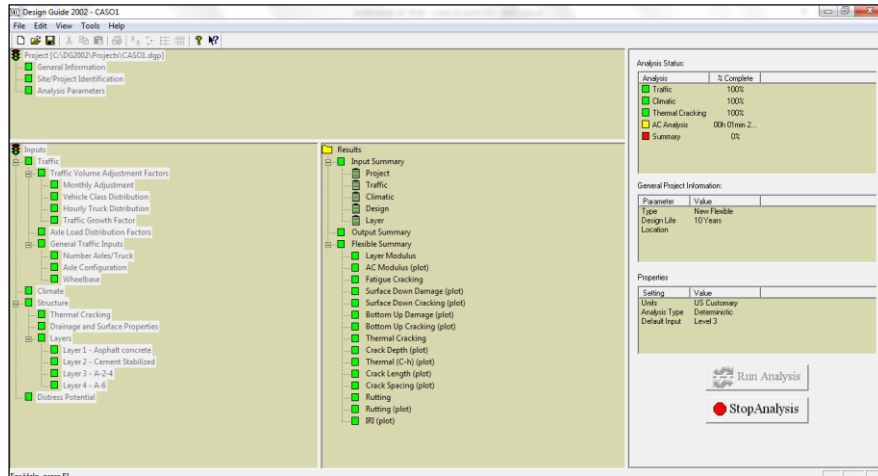 Design Guide 2002 - CASO1
File Edit View Tools Help
Project [C:\DG2002\Projects\CASO1.dgp]
General Information
Site/Project Identification
Analysis Parameters
Inputs
Traffic
Traffic Volume Adjustment Factors
Monthly Adjustment
Vehicle Class Distribution
Hourly Truck Distribution
Traffic Growth Factor
Axle Load Distribution Factors
General Traffic Inputs
Number Axles/Truck
Axle Configuration
Wheelbase
Climate
Structure
Thermal Cracking
Drainage and Surface Properties
Layers
Layer 1 - Asphalt concrete
Layer 2 - Cement Stabilized
Layer 3 - A-2-4
Layer 4 - A-6
Distress Potential
Results
Input Summary
Project
Traffic
Climatic
Design
Layer
Output Summary
Flexible Summary
Layer Modulus
AC Modulus (plot)
Fatigue Cracking
Surface Down Damage (plot)
Surface Down Cracking (plot)
Bottom Up Damage (plot)
Bottom Up Cracking (plot)
Thermal Cracking
Crack Depth (plot)
Thermal (C-h) (plot)
Crack Length (plot)
Crack Spacing (plot)
Rutting
Rutting (plot)
IRI (plot)
Analysis Status:
Analysis % Complete
Traffic 100%
Climatic 100%
Thermal Cracking 100%
AC Analysis 00h 01min 2...
Summary 0%
General Project Information:
Parameter Value
Type New Flexible
Design Life 10 Years
Location
Properties
Setting Value
Units US Customary
Analysis Type Deterministic
Default Input Level 3
Run Analysis
StopAnalysis
For Help, press F1